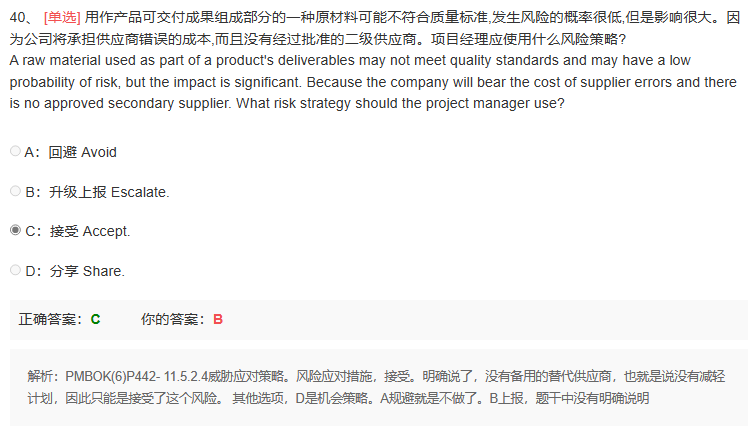 40、 [单选] 用作产品可交付成果组成部分的一种原材料可能不符合质量标准,发生风险的概率很低,但是影响很大。因
为公司将承担供应商错误的成本,而且没有经过批准的二级供应商。项目经理应使用什么风险策略?
A raw material used as part of a product's deliverables may not meet quality standards and may have a low
probability of risk, but the impact is significant. Because the company will bear the cost of supplier errors and there
is no approved secondary supplier. What risk strategy should the project manager use?
A：回避 Avoid
B：升级上报 Escalate.
C：接受 Accept.
D：分享 Share.
正确答案：C 你的答案：B
解析：PMBOK(6)P442- 11.5.2.4威胁应对策略。风险应对措施，接受。明确说了，没有备用的替代供应商，也就是说没有减轻
计划，因此只能是接受了这个风险。 其他选项，D是机会策略。A规避就是不做了。B上报，题干中没有明确说明